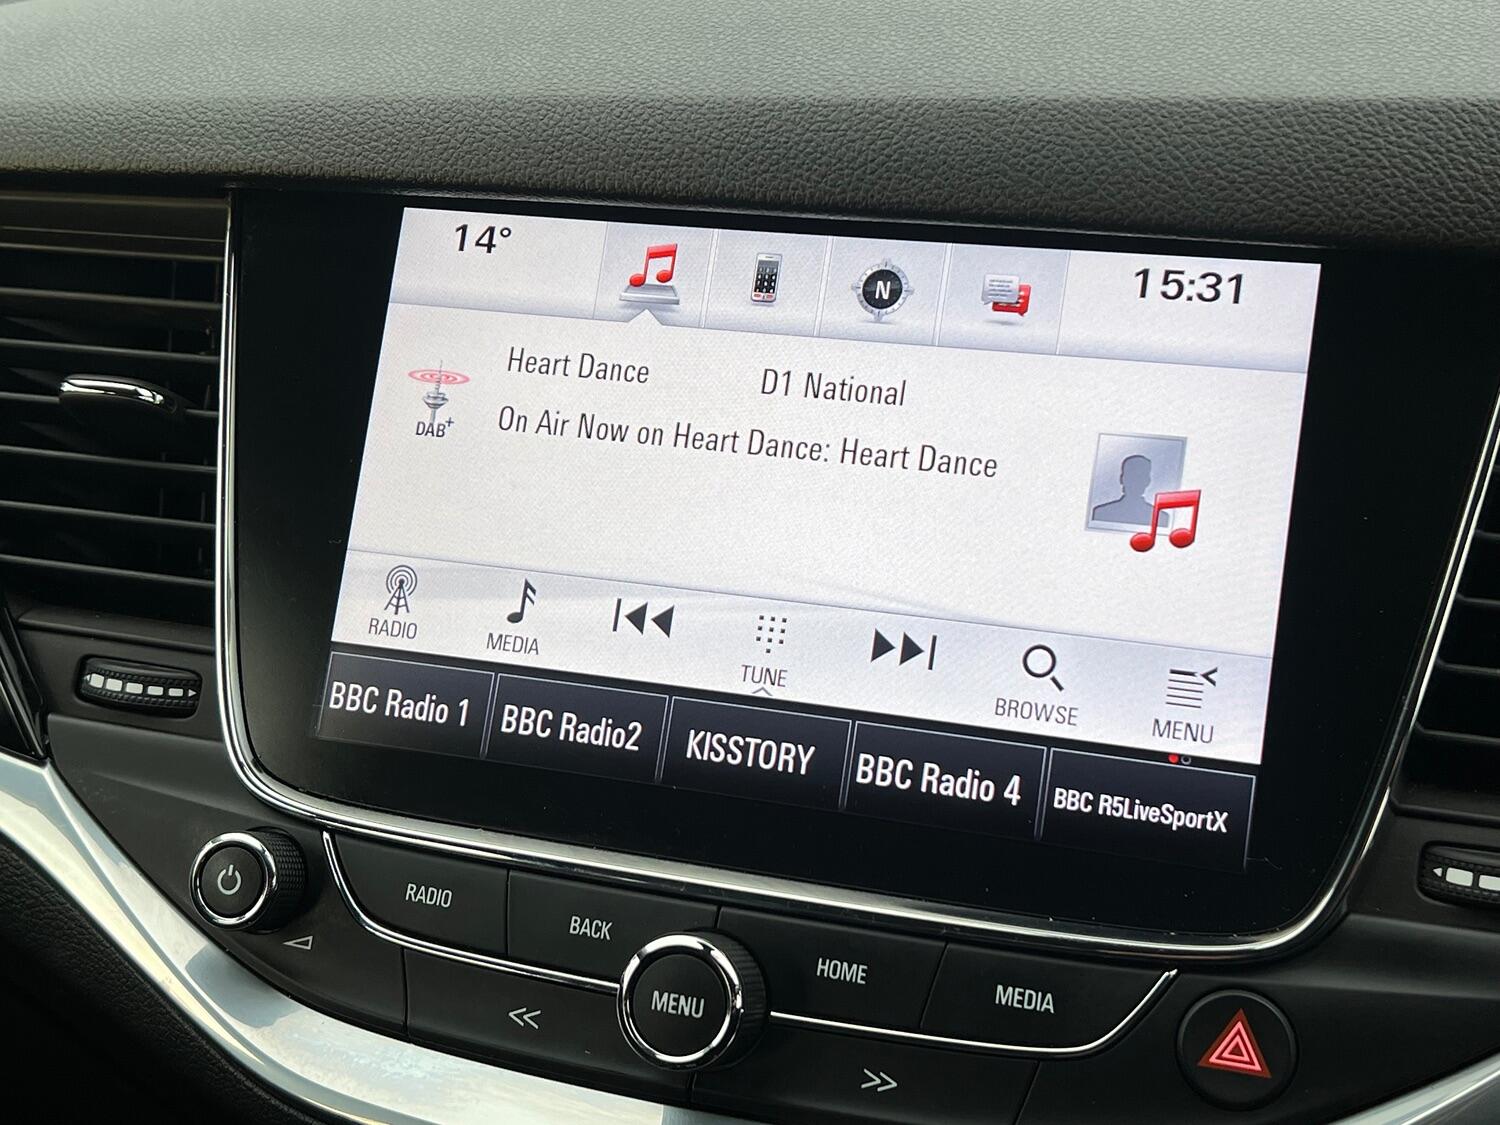 14°
N
15:31
Heart Dance D1 National
DAB+
On Air Now on Heart Dance: Heart Dance
RADIO
MEDIA
TUNE
BROWSE
MENU
BBC Radio 1
BBC Radio2
KISSTORY
BBC Radio 4
BBC R5LiveSportX
RADIO
BACK
MENU
HOME
MEDIA